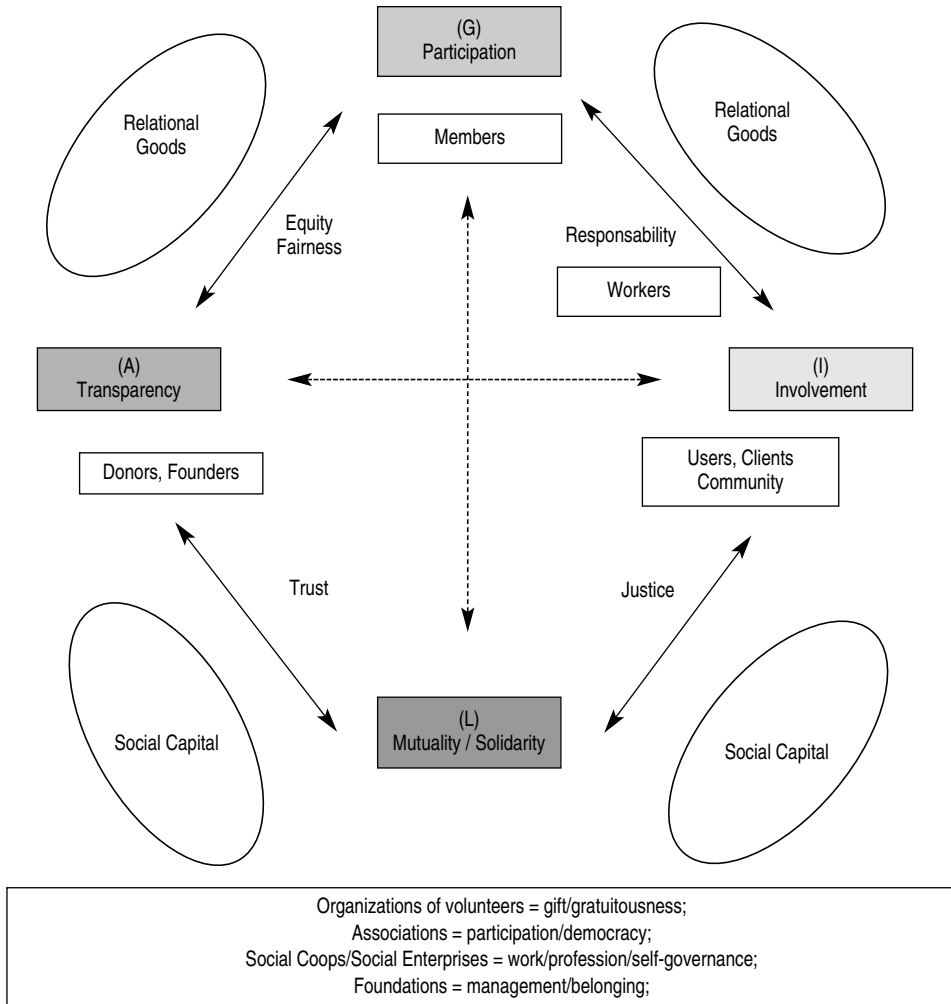 (G)
Participation
Relational
Goods
Relational
Goods
Members
Equity
Fairness
Responsability
Workers
(A)
Transparency
(I)
Involvement
Donors, Founders
Users, Clients
Community
Trust
Justice
Social Capital
(L)
Mutuality / Solidarity
Social Capital
Organizations of volunteers = gift/gratuitousness;
Associations = participation/democracy;
Social Coops/Social Enterprises = work/profession/self-governance;
Foundations = management/belonging;